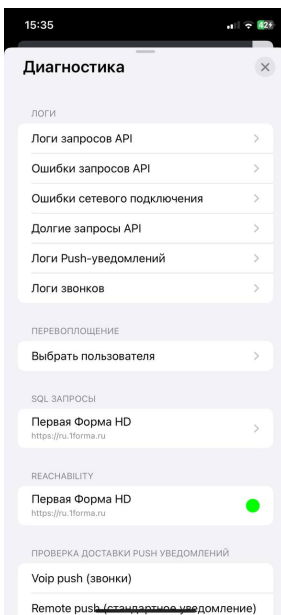 15:35
42
Диагностика
ЛОГИ
Логи запросов API
Ошибки запросов API
Ошибки сетевого подключения
Долгие запросы API
Логи Push-уведомлений
Логи звонков
ПЕРЕВОПЛОЩЕНИЕ
Выбрать пользователя
SQL ЗАПРОСЫ
Первая Форма HD
https://ru.1forma.ru
REACHABILITY
Первая Форма HD
https://ru.1forma.ru
ПРОВЕРКА ДОСТАВКИ PUSH УВЕДОМЛЕНИЙ
Voip push (звонки)
Remote push (стандартное уведомление)